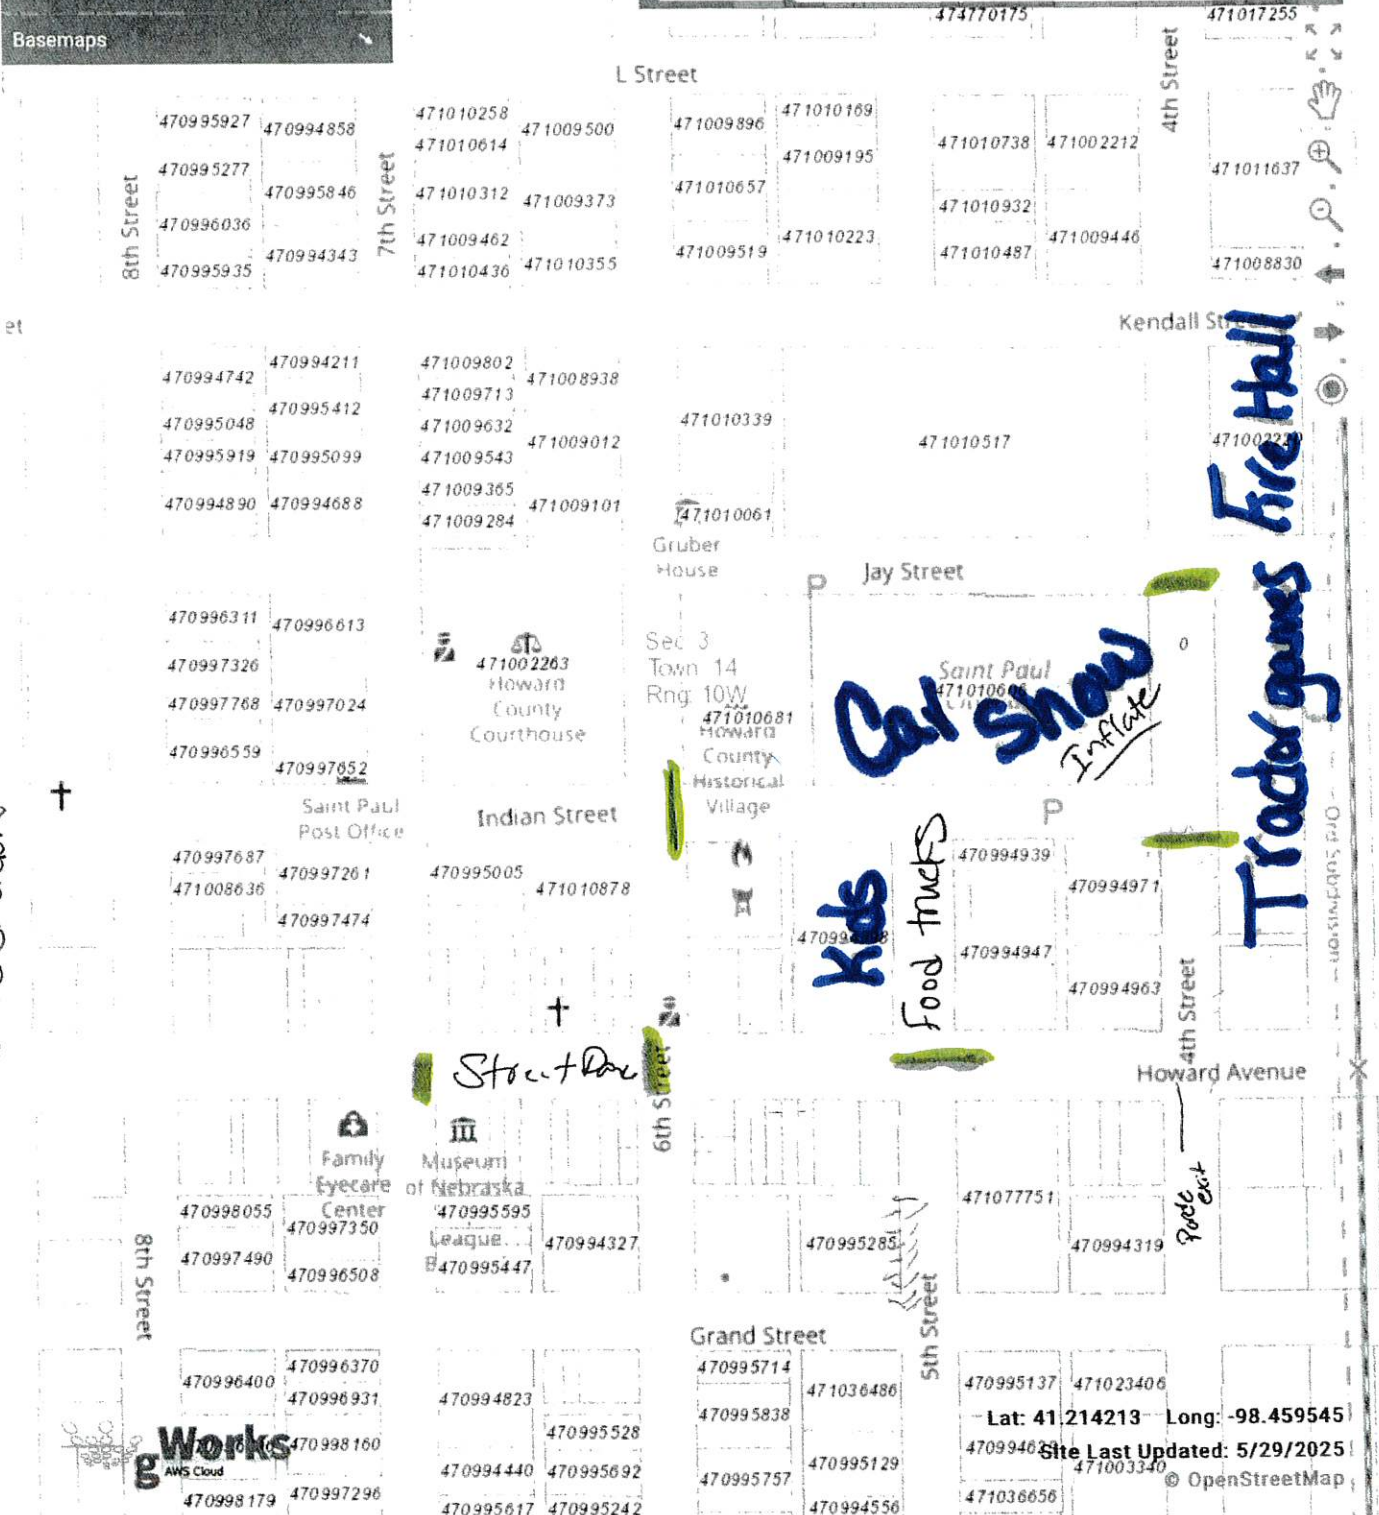 Basemaps
474770175
471017255
L Street
4th Street
470995927
470994858
471010258
471009500
471010614
471009896
471010169
471010738
471002212
471009195
471011637
470995277
470995846
471010312
471009373
471010657
471010932
8th Street
7th Street
470996036
471009462
471010223
471009446
470995935
470994343
471010436
471010355
471009519
471010487
471008830
et
Kendall
Fire Hall
470994742
470994211
471009802
471008938
471009713
470995048
470995412
471009632
471009012
471010339
471010517
470995919
470995099
471009543
470994890
470994688
471009365
471009101
471009284
471010061
Gruber
House
P
Jay Street
470996311
470996613
Sec 3
Town 14
Rng 10W
470997326
471002263
Howard
County
Courthouse
Saint Paul
Car Show
Inflate
0
Tractor games
470997768
470997024
471010681
Howard
County
Historical
Village
470996559
470997652
Saint Paul
Post Office
Indian Street
P
Ord Subdivision
470997687
470997261
470995005
471010878
471008636
470997474
Kids
Food trucks
470994939
470994971
470994947
470994963
4th Street
Street
6th Street
Howard Avenue
Family
Eyecare
Center
Museum
of Nebraska
League
470998055
470997350
470995595
470994327
470995285
471077751
470994319
exit
470997490
470996508
470995447
8th Street
5th Street
Grand Street
470996400
470996370
470996931
470994823
470995714
471036486
470995137
471023406
470995838
Lat: 41.214213 Long: -98.459545
gWorks
AWS Cloud
470998160
470995528
Site Last Updated: 5/29/2025
470994440
470995692
470995757
470995129
471003340
© OpenStreetMap
470998179
470997296
470995617
470995242
470994556
471036656